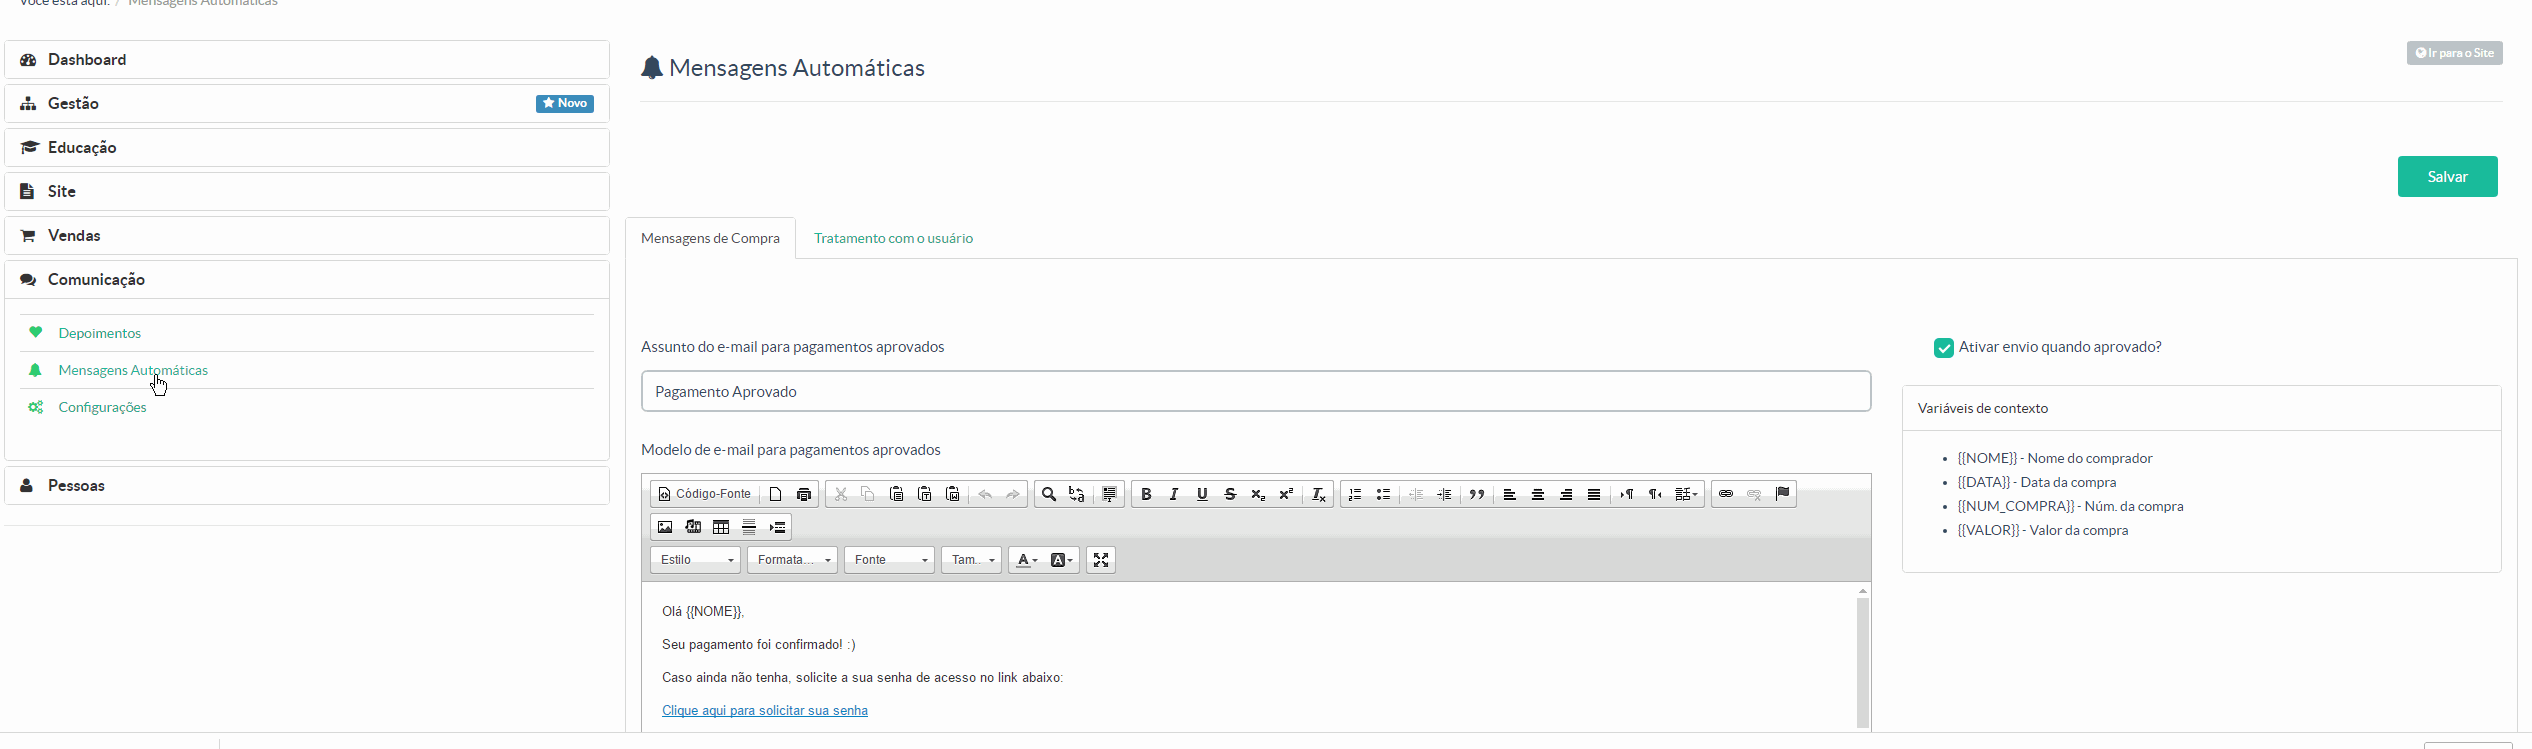 Você está aqui: / Mensagens Automáticas
Dashboard
Gestão
Novo
Educação
Site
Vendas
Comunicação
Depoimentos
Mensagens Automáticas
Configurações
Pessoas
Mensagens Automáticas
Ir para o Site
Salvar
Mensagens de Compra
Tratamento com o usuário
Assunto do e-mail para pagamentos aprovados
Pagamento Aprovado
Modelo de e-mail para pagamentos aprovados
Código-Fonte
Estilo
Formata...
Fonte
Tam..
Olá {{NOME}},
Seu pagamento foi confirmado! :)
Caso ainda não tenha, solicite a sua senha de acesso no link abaixo:
Clique aqui para solicitar sua senha
Ativar envio quando aprovado?
Variáveis de contexto
{{NOME}} - Nome do comprador
{{DATA}} - Data da compra
{{NUM_COMPRA}} - Núm. da compra
{{VALOR}} - Valor da compra